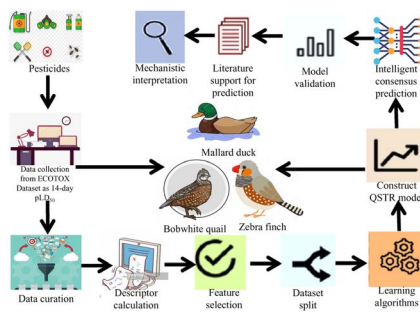 Pesticides
Mechanistic
interpretation
Literature
support for
prediction
Model
validation
Intelligent
consensus
prediction
Mallard duck
Data collection
from ECOTOX
Dataset as 14-day
pLD50
Bobwhite quail
Zebra finch
Construct
QSTR model
Data curation
Descriptor
calculation
Feature
selection
Dataset
split
Learning
algorithms